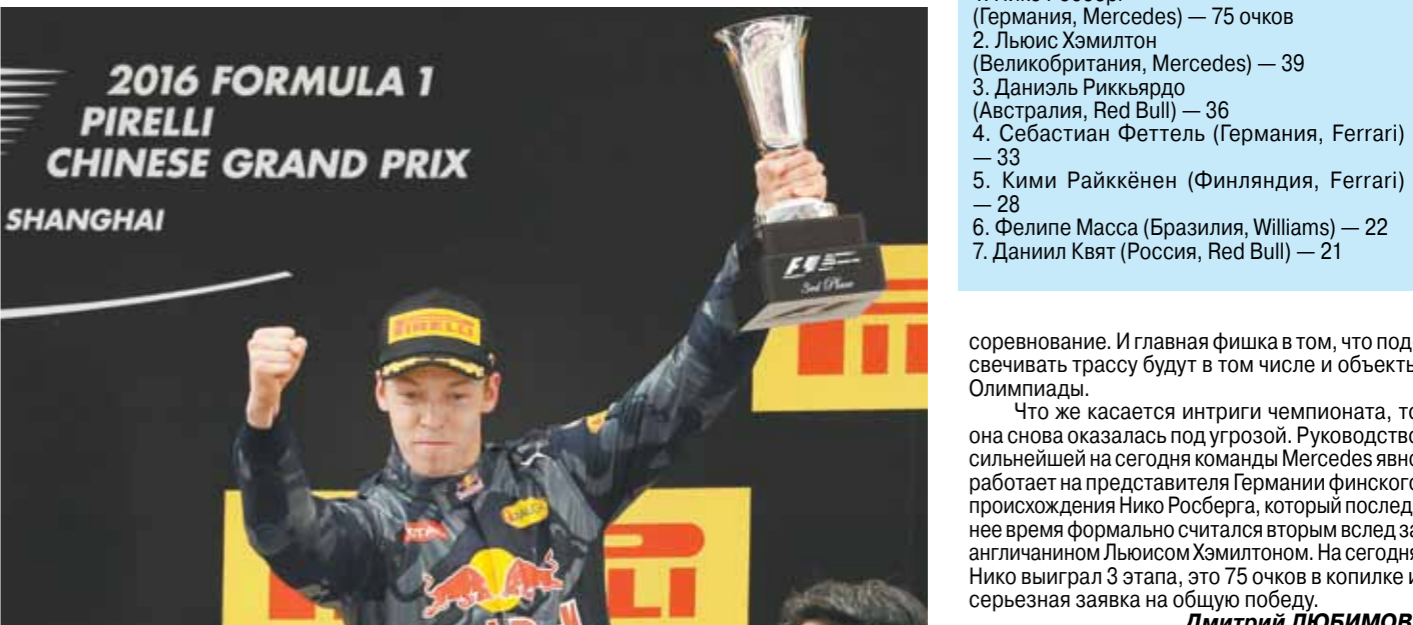 2016 FORMULA 1
PIRELLI
CHINESE GRAND PRIX
SHANGHAI
F1
3rd Place
PIRELLI
(Германия, Mercedes) — 75 очков
2. Льюис Хэмилтон
(Великобритания, Mercedes) — 39
3. Даниэль Риккьярдо
(Австралия, Red Bull) — 36
4. Себастиан Феттель (Германия, Ferrari)
— 33
5. Кими Райккёнен (Финляндия, Ferrari)
— 28
6. Фелипе Масса (Бразилия, Williams) — 22
7. Даниил Квят (Россия, Red Bull) — 21
соревнование. И главная фишка в том, что под
свечивать трассу будут в том числе и объекты
Олимпиады.
Что же касается интриги чемпионата, то
она снова оказалась под угрозой. Руководство
сильнейшей на сегодня команды Mercedes явно
работает на представителя Германии финского
происхождения Нико Росберга, который послед
нее время формально считался вторым вслед за
англичанином Льюисом Хэмилтоном. На сегодня
Нико выиграл 3 этапа, это 75 очков в копилке и
серьезная заявка на общую победу.
Дмитрий ЛЮБИМОВ